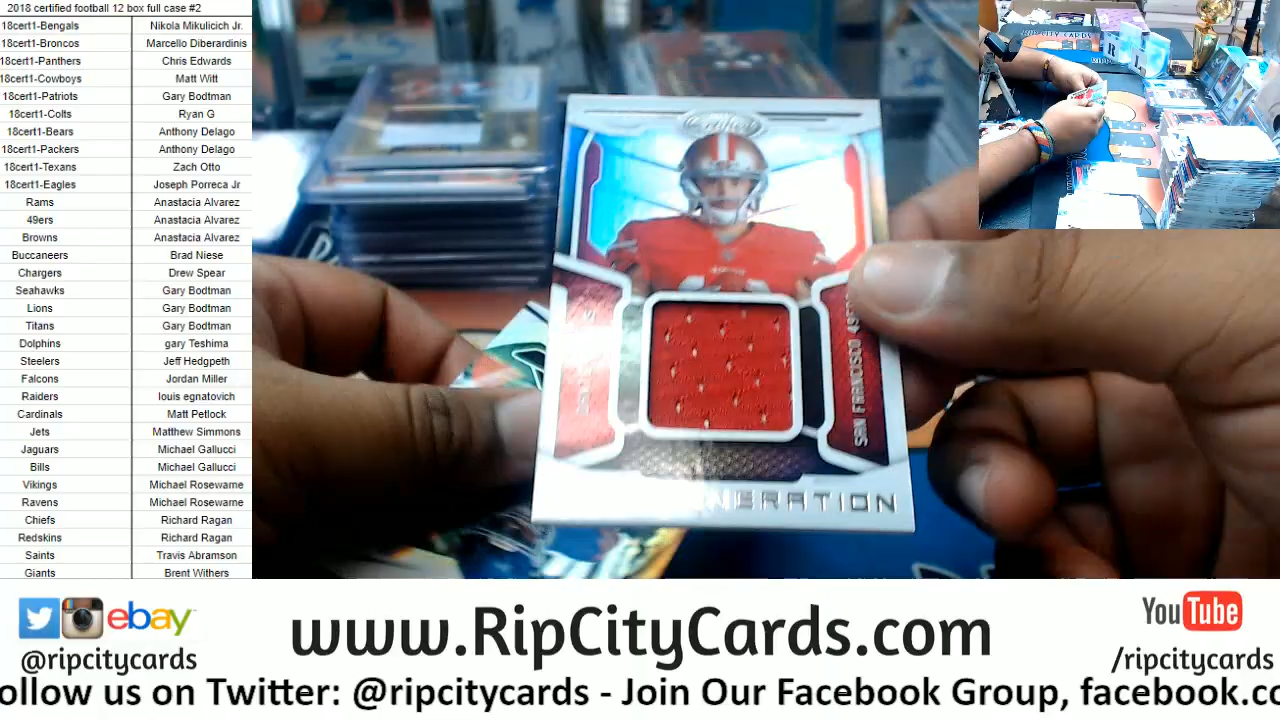 2018 certified football 12 box full case #2
18cert1-Bengals Nikola Mikulicich Jr.
18cert1-Broncos Marcello Diberardinis
18cert1-Panthers Chris Edwards
18cert1-Cowboys Matt Witt
18cert1-Patriots Gary Bodtman
18cert1-Colts Ryan G
18cert1-Bears Anthony Delago
18cert1-Packers Anthony Delago
18cert1-Texans Zach Otto
18cert1-Eagles Joseph Porreca Jr
Rams Anastacia Alvarez
49ers Anastacia Alvarez
Browns Anastacia Alvarez
Buccaneers Brad Niese
Chargers Drew Spear
Seahawks Gary Bodtman
Lions Gary Bodtman
Titans Gary Bodtman
Dolphins gary Teshima
Steelers Jeff Hedgpeth
Falcons Jordan Miller
Raiders louis egnatovich
Cardinals Matt Petlock
Jets Matthew Simmons
Jaguars Michael Gallucci
Bills Michael Gallucci
Vikings Michael Rosewarne
Ravens Michael Rosewarne
Chiefs Richard Ragan
Redskins Richard Ragan
Saints Travis Abramson
Giants Brent Withers
SAN FRANCISCO
NERATION
ebay
@ripcitycards
www.RipCityCards.com
YouTube
/ripcitycards
ollow us on Twitter: @ripcitycards - Join Our Facebook Group, facebook.co